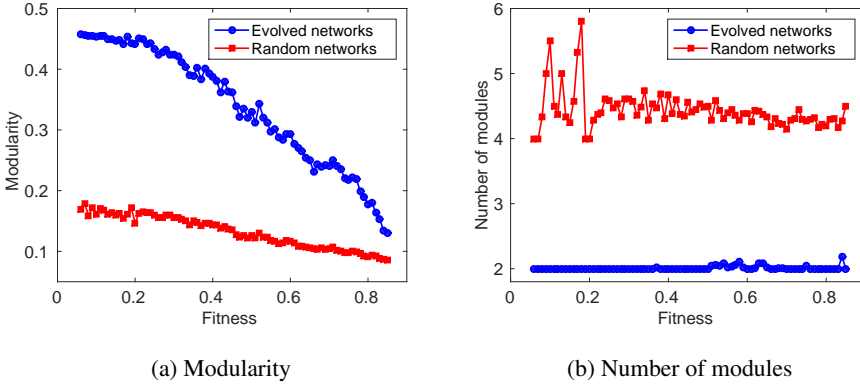 0.5
0.4
0.3
0.2
0.1
0
0.2
0.4
0.6
0.8
Modularity
Fitness
Evolved networks
Random networks
(a) Modularity
6
5
4
3
2
0
0.2
0.4
0.6
0.8
Number of modules
Fitness
Evolved networks
Random networks
(b) Number of modules